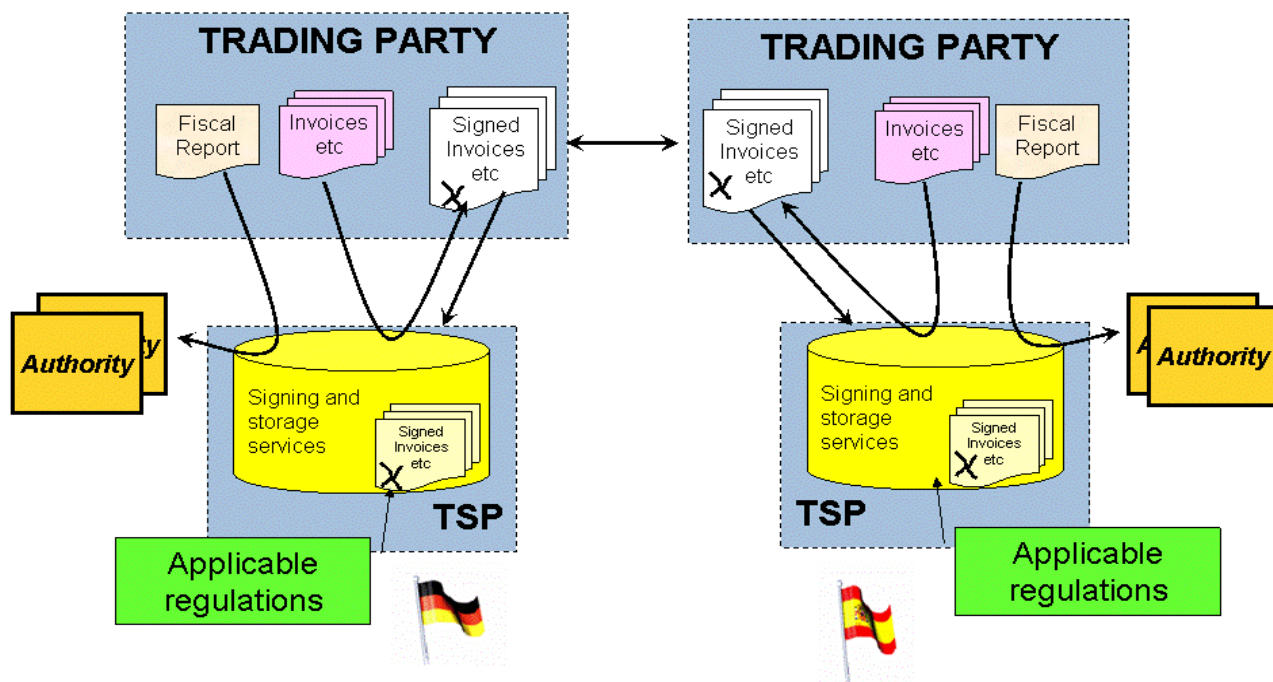 TRADING PARTY
Fiscal
Report
Invoices
etc
Signed
Invoices
etc
TRADING PARTY
Signed
Invoices
etc
Invoices
etc
Fiscal
Report
Authority
Signing and
storage
services
Signed
Invoices
etc
TSP
Applicable
regulations
Signing and
storage
services
Signed
Invoices
etc
TSP
Applicable
regulations
Authority